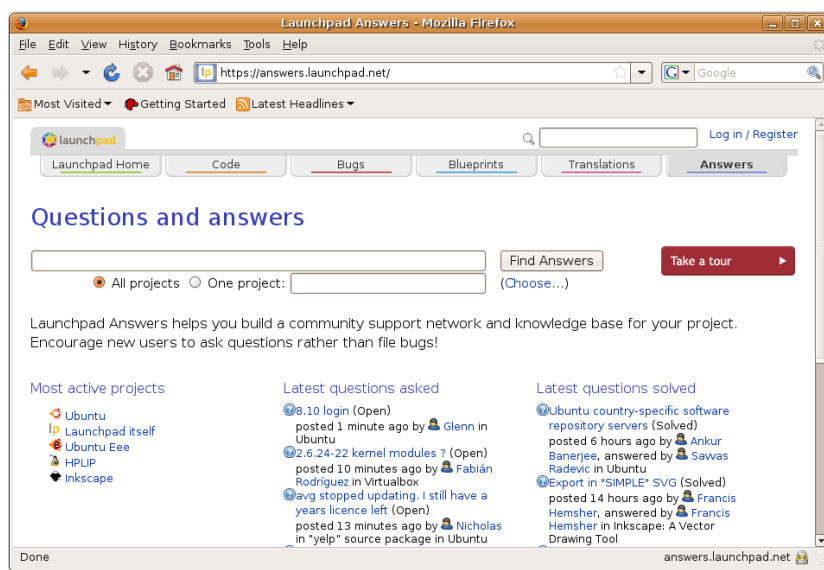 Launchpad Answers - Mozilla Firefox
File Edit View History Bookmarks Tools Help
lp https://answers.launchpad.net/ G Google
Most Visited Getting Started Latest Headlines
launchpad Log in / Register
Launchpad Home Code Bugs Blueprints Translations Answers
Questions and answers
Find Answers Take a tour
All projects One project: (Choose...)
Launchpad Answers helps you build a community support network and knowledge base for your project.
Encourage new users to ask questions rather than file bugs!
Most active projects
Ubuntu
lp Launchpad itself
Ubuntu Eee
HPLIP
Inkscape
Latest questions asked
8.10 login (Open)
posted 1 minute ago by Glenn in
Ubuntu
2.6.24-22 kernel modules ? (Open)
posted 10 minutes ago by Fabián
Rodríguez in Virtualbox
avg stopped updating. I still have a
years licence left (Open)
posted 13 minutes ago by Nicholas
in "yelp" source package in Ubuntu
Latest questions solved
Ubuntu country-specific software
repository servers (Solved)
posted 6 hours ago by Ankur
Banerjee, answered by Savvas
Radevic in Ubuntu
Export in "SIMPLE" SVG (Solved)
posted 14 hours ago by Francis
Hemsher, answered by Francis
Hemsher in Inkscape: A Vector
Drawing Tool
Done answers.launchpad.net